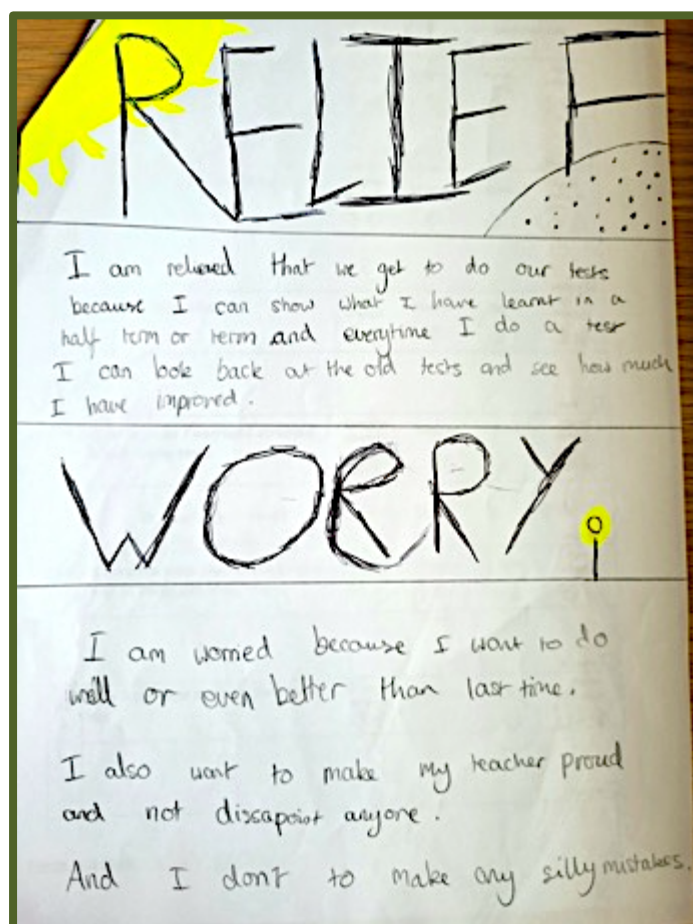 RELIEF
I am relieved that we get to do our tests
because I can show what I have learnt in a
half term or term and everytime I do a test
I can look back at the old tests and see how much
I have improved.
WORRY
I am worried because I want to do
well or even better than last time.
I also want to make my teacher proud
and not dissapoint anyone.
And I don't to make any silly mistakes.